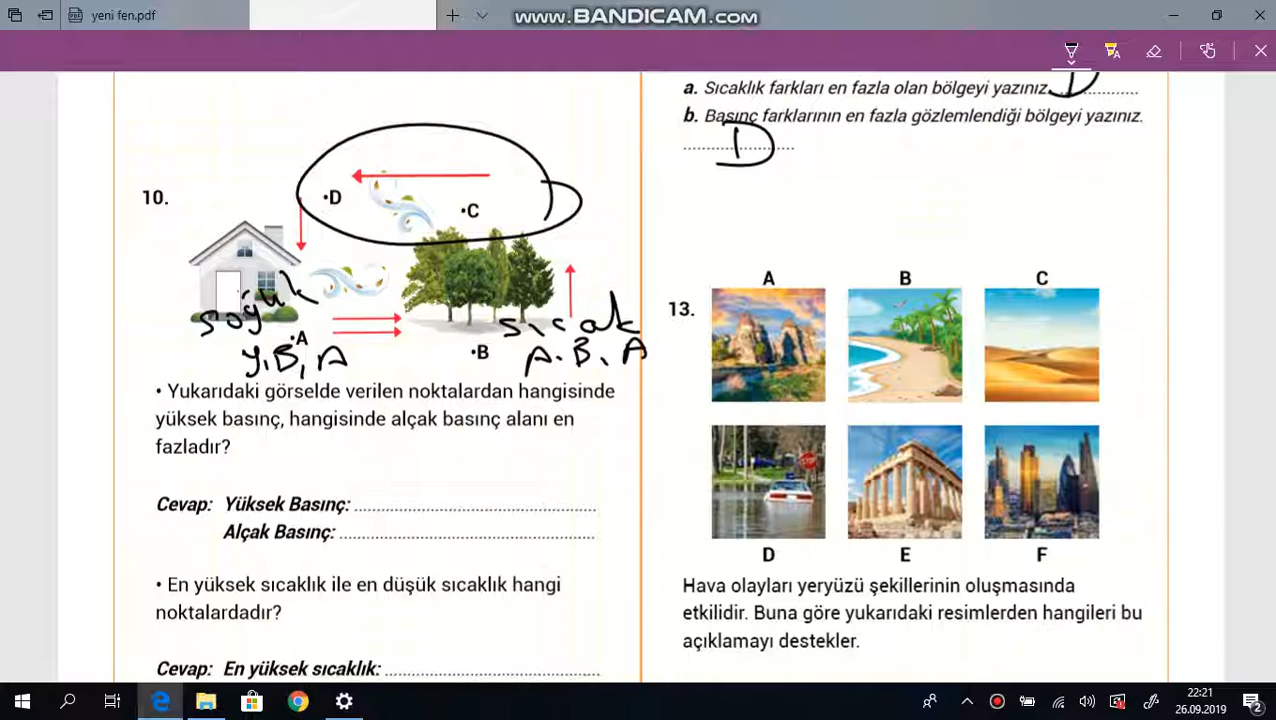 yeni fen.pdf
www.BANDICAM.com
10.
•D
•C
soğuk
sıcak
•A
•B
y.B.A
A.B.A
• Yukarıdaki görselde verilen noktalardan hangisinde
yüksek basınç, hangisinde alçak basınç alanı en
fazladır?
Cevap: Yüksek Basınç: ........................
Alçak Basınç: ........................
• En yüksek sıcaklık ile en düşük sıcaklık hangi
noktalardadır?
Cevap: En yüksek sıcaklık: ........................
a. Sıcaklık farkları en fazla olan bölgeyi yazınız. D
b. Basınç farklarının en fazla gözlemlendiği bölgeyi yazınız.
D
13.
A B C
STOP
D E F
Hava olayları yeryüzü şekillerinin oluşmasında
etkilidir. Buna göre yukarıdaki resimlerden hangileri bu
açıklamayı destekler.
22:21
26.09.2019
2